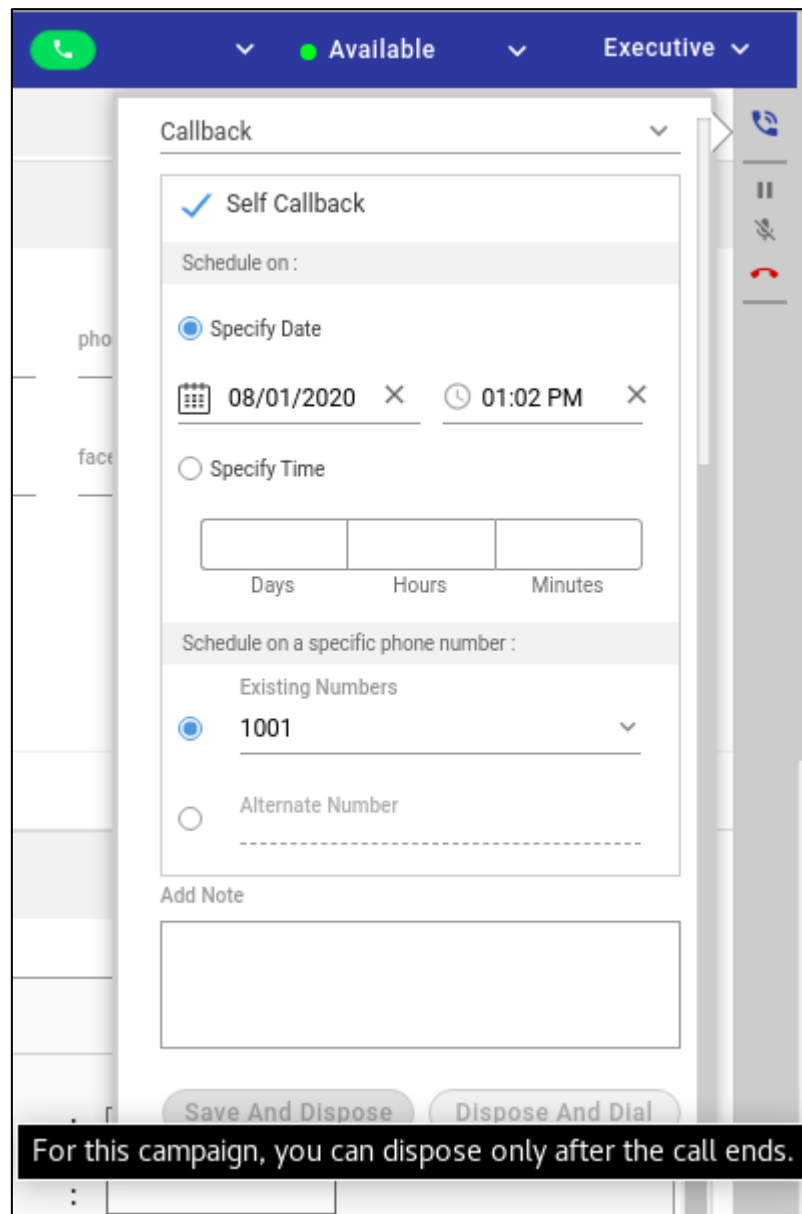 Available
Executive
Callback
Self Callback
Schedule on :
pho
Specify Date
08/01/2020 01:02 PM
face
Specify Time
Days Hours Minutes
Schedule on a specific phone number :
Existing Numbers
1001
Alternate Number
Add Note
Save And Dispose Dispose And Dial
:
For this campaign, you can dispose only after the call ends.
: